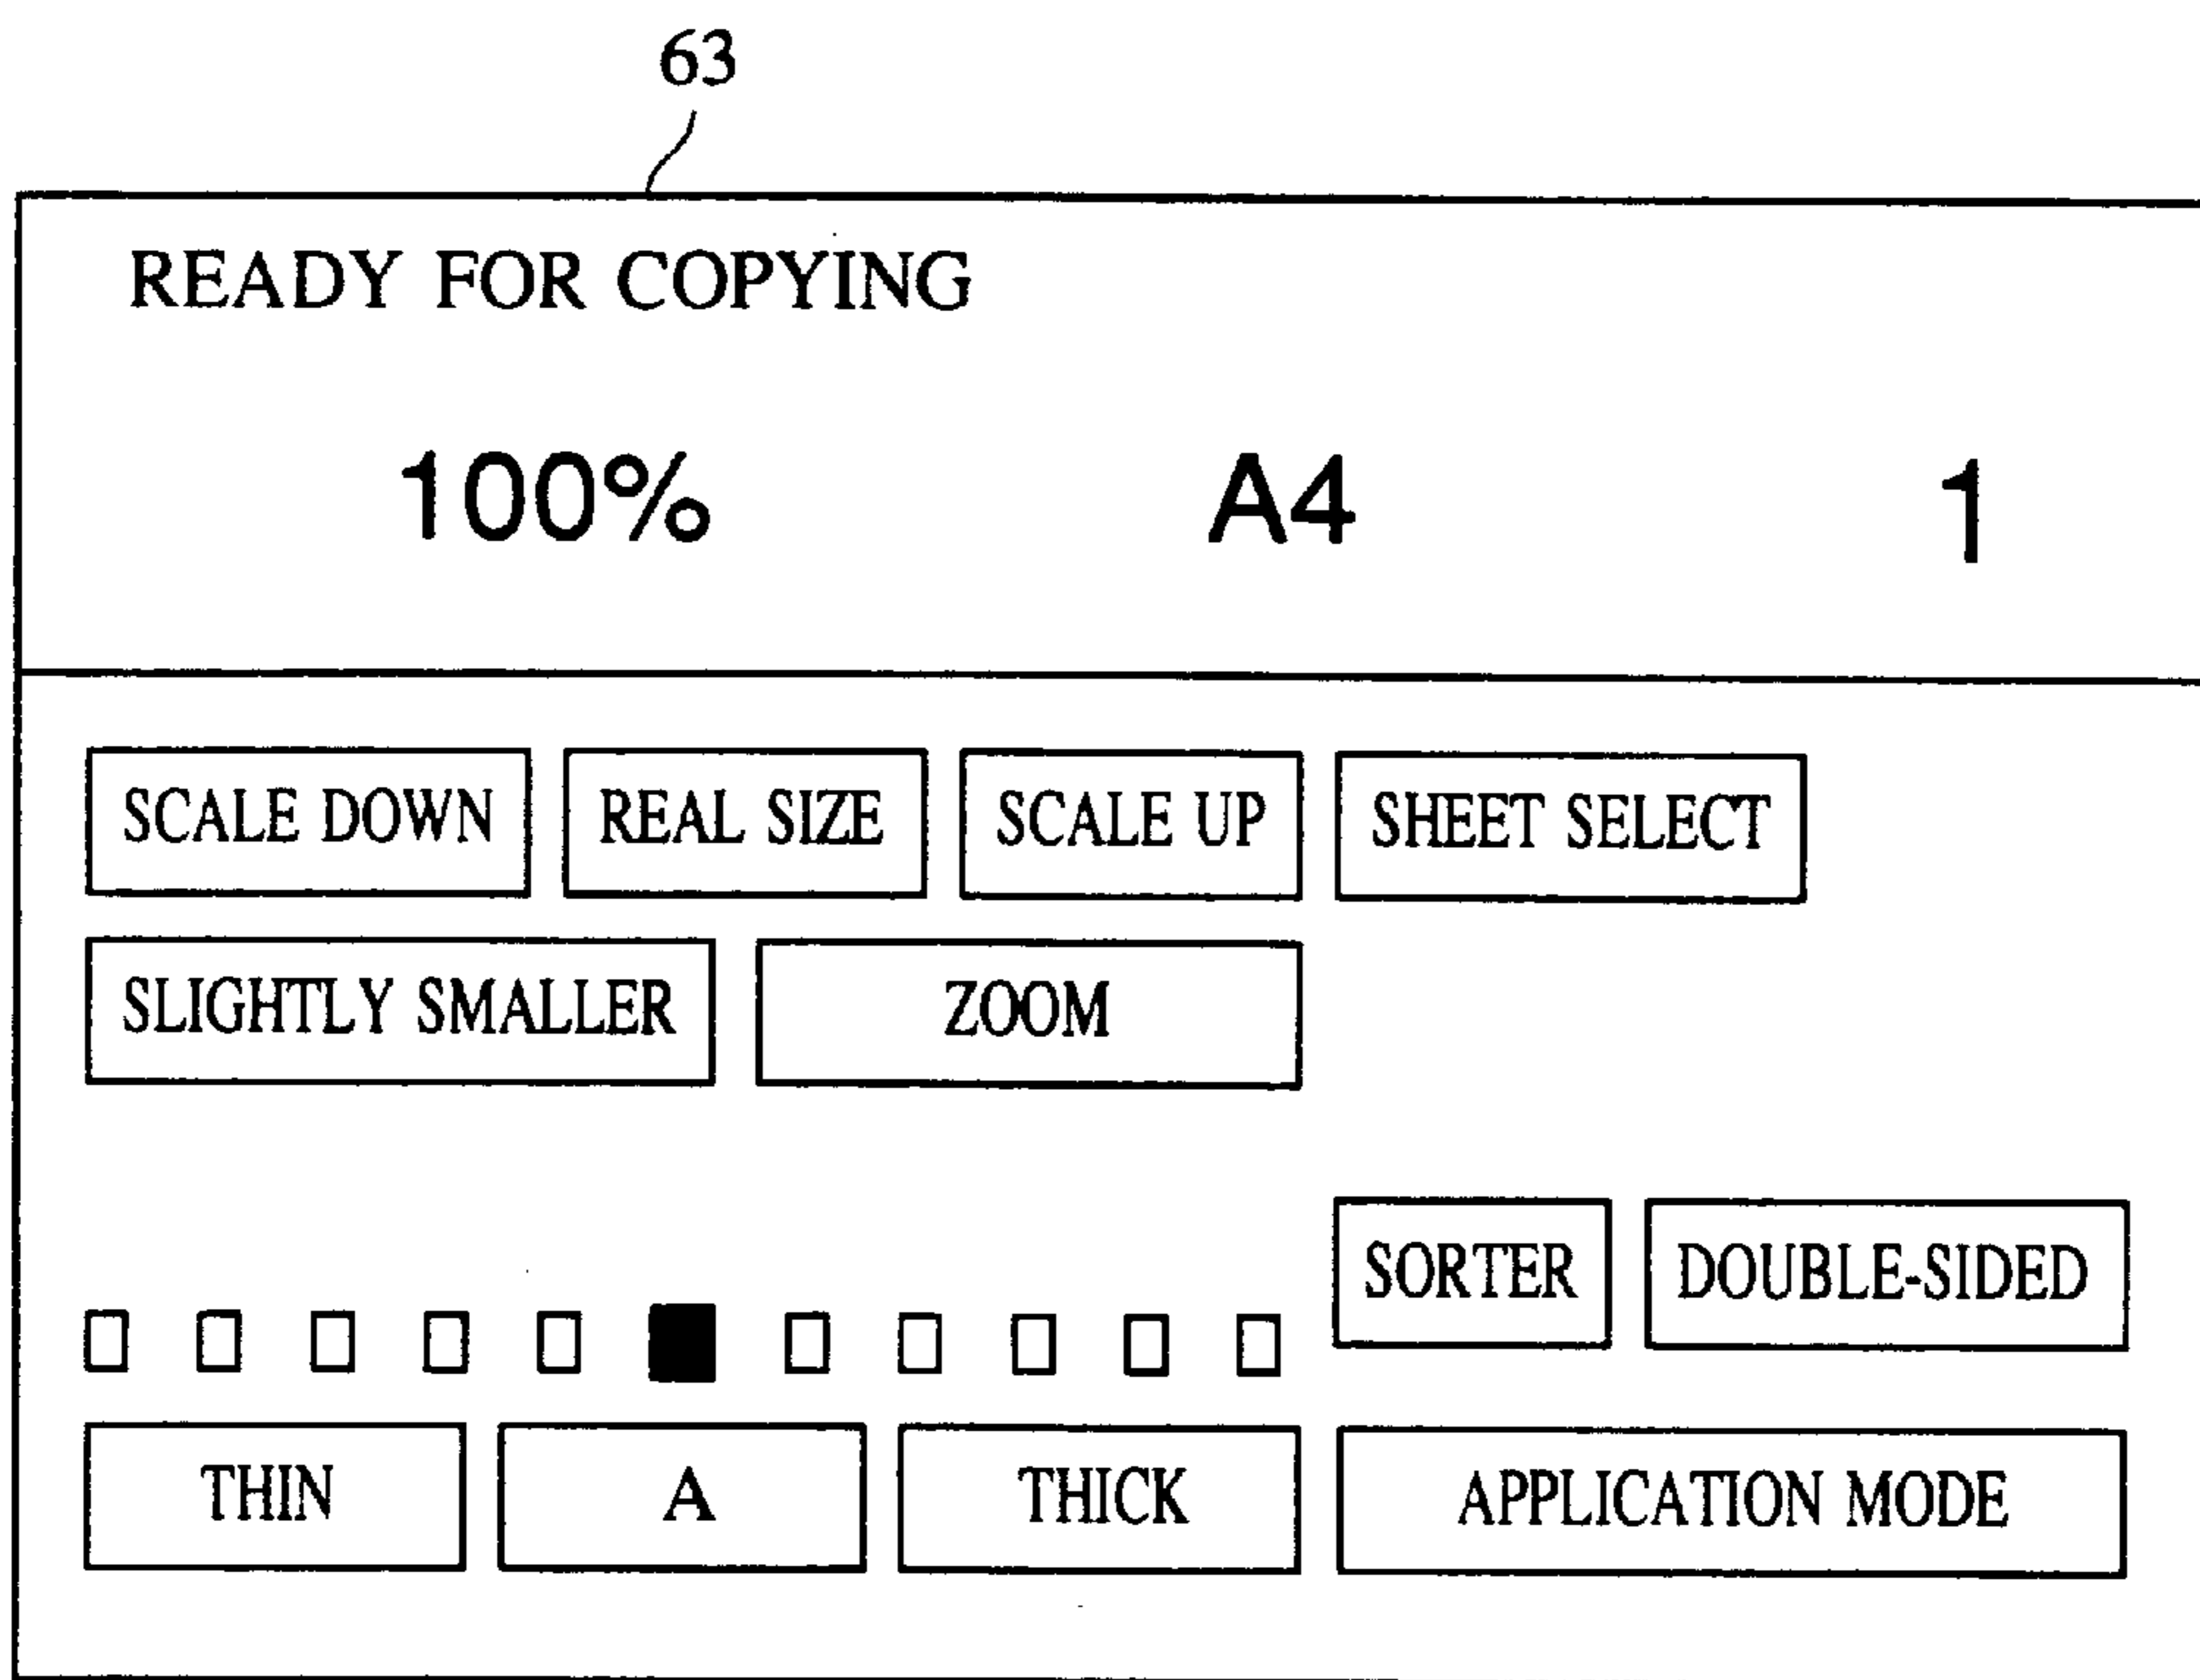 63
READY FOR COPYING
100% A4 1
SCALE DOWN REAL SIZE SCALE UP SHEET SELECT
SLIGHTLY SMALLER ZOOM
SORTER DOUBLE-SIDED
THIN A THICK APPLICATION MODE